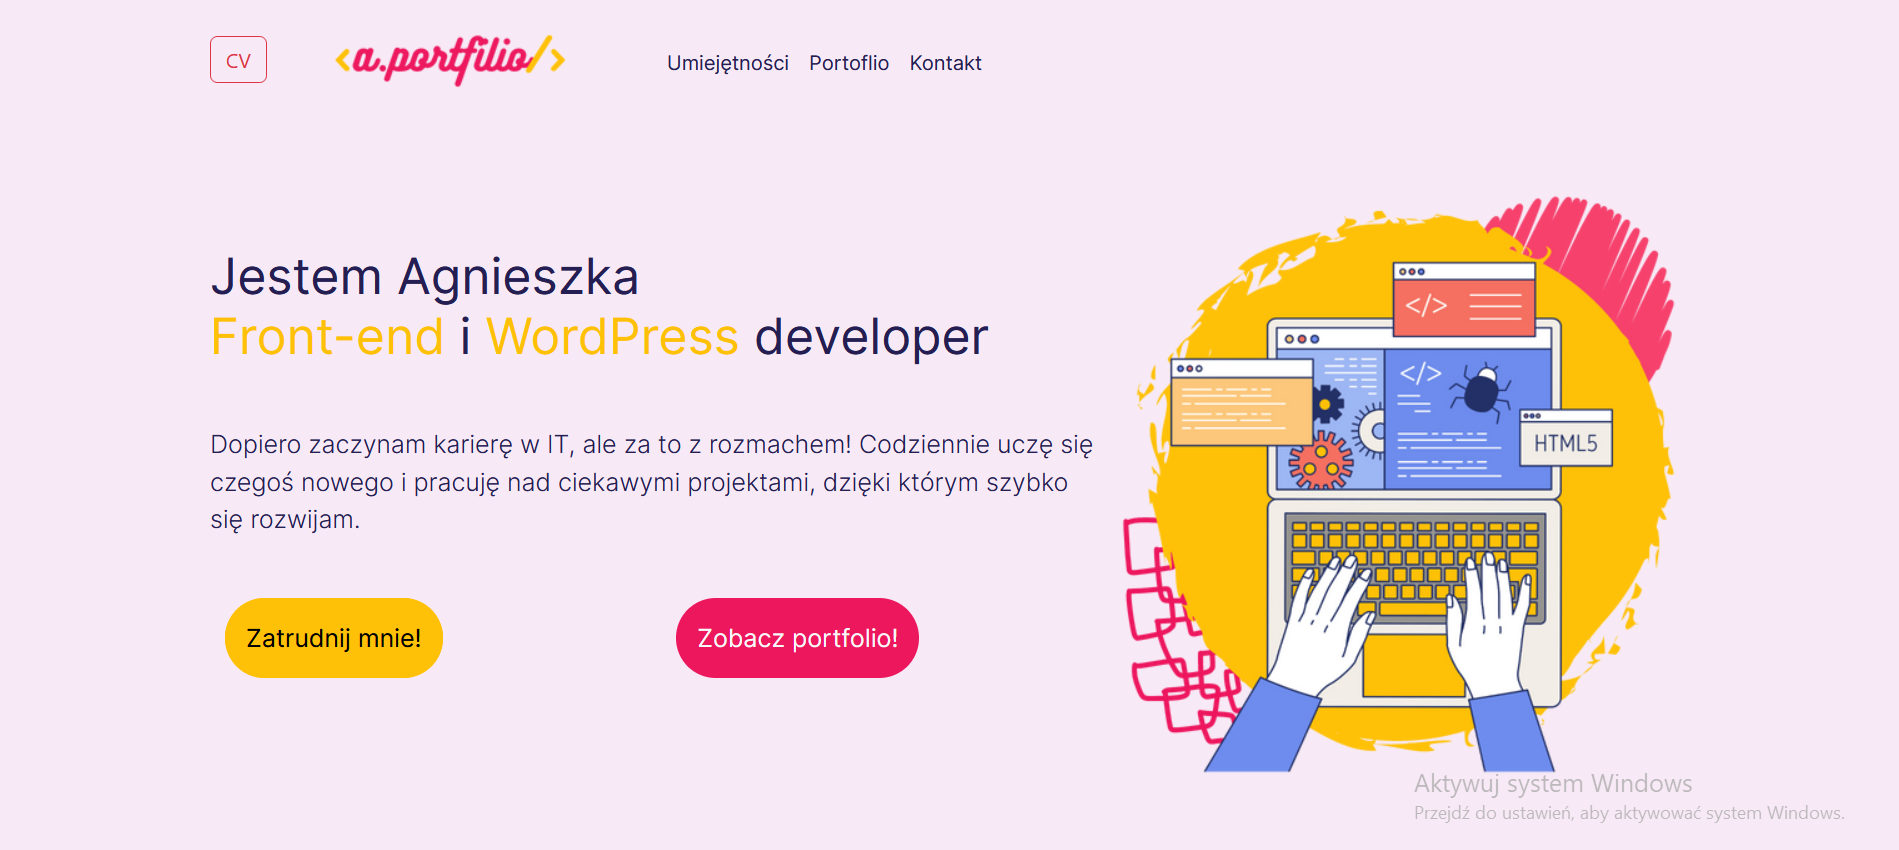 CV
<a.portfilio/>
Umiejętności Portoflio Kontakt
Jestem Agnieszka
Front-end i WordPress developer
Dopiero zaczynam karierę w IT, ale za to z rozmachem! Codziennie uczę się
czegoś nowego i pracuję nad ciekawymi projektami, dzięki którym szybko
się rozwijam.
Zatrudnij mnie!
Zobacz portfolio!
</>
</>
HTML5
Aktywuj system Windows
Przejdź do ustawień, aby aktywować system Windows.